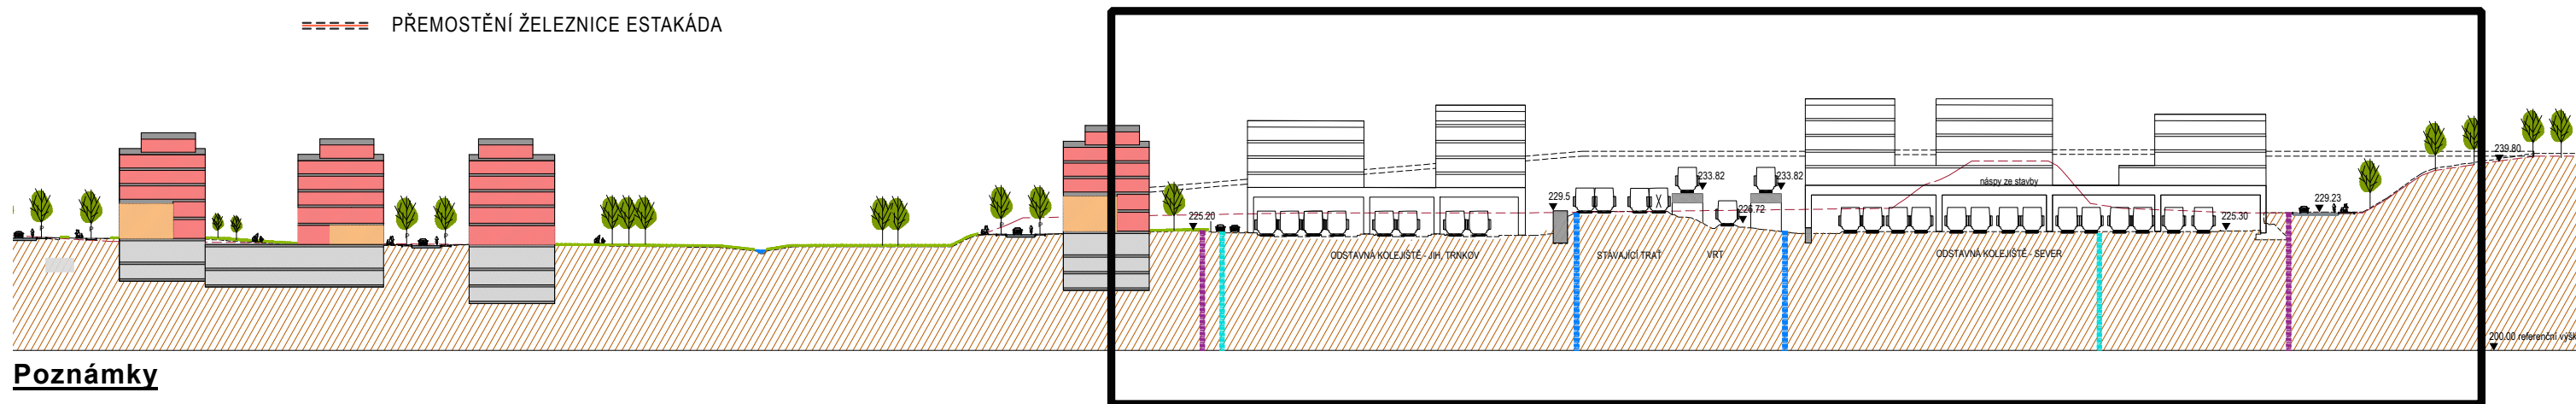 PŘEMOSTĚNÍ ŽELEZNICE ESTAKÁDA
239.80
233.82
233.82
náspy ze stavby
229.5
229.23
225.20
226.72
225.30
ODSTAVNÁ KOLEJIŠTĚ - JIH, TRNKOV
STÁVAJÍCÍ TRAŤ
VRT
ODSTAVNÁ KOLEJIŠTĚ - SEVER
200.00 referenční výšk
Poznámky